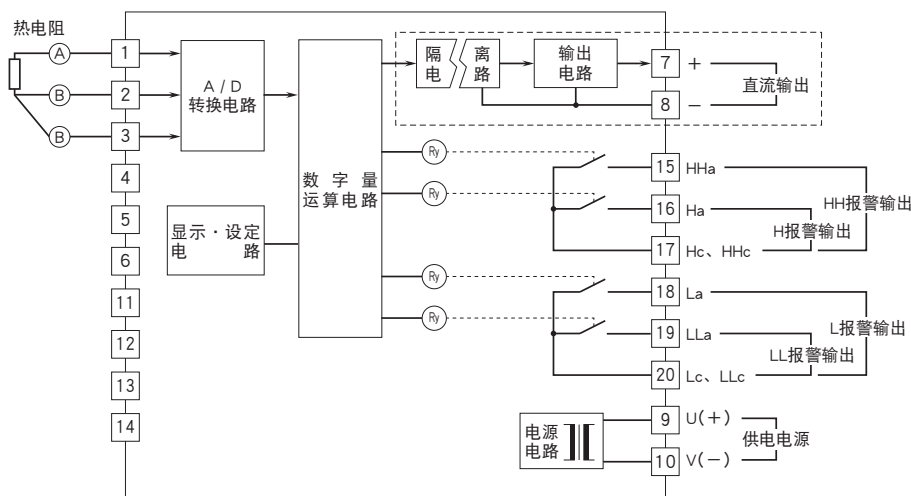 热电阻
A
B
B
1
2
3
4
5
6
11
12
13
14
A/D
转换电路
显示·设定
电 路
数 字 量
运算电路
隔 离
电 路
输出
电路
7 +
8 −
直流输出
Ry
Ry
Ry
Ry
15 HHa
16 Ha
17 Hc、HHc
H报警输出
HH报警输出
18 La
19 LLa
20 Lc、LLc
LL报警输出
L报警输出
电源
电路
9 U(+)
10 V(−)
供电电源